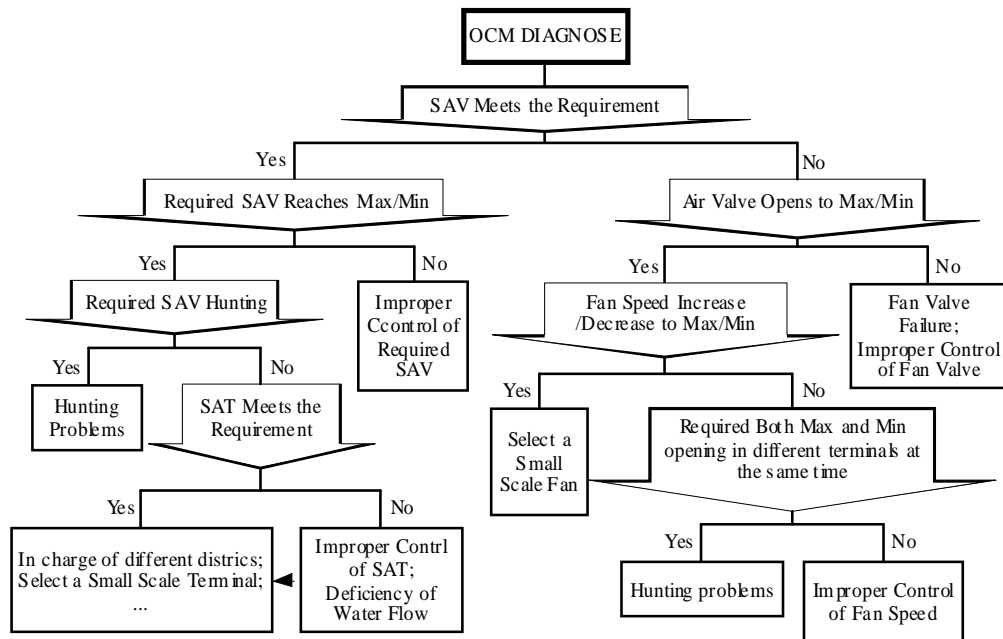 OCM DIAGNOSE
SAV Meets the Requirement
Yes
No
Required SAV Reaches Max/Min
Air Valve Opens to Max/Min
Yes
No
Yes
No
Required SAV Hunting
Improper
Ccontrol of
Required
SAV
Fan Speed Increase
/Decrease to Max/Min
Fan Valve
Failure;
Improper Control
of Fan Valve
Yes
No
Yes
No
Hunting
Problems
SAT Meets the
Requirement
Select a
Small
Scale Fan
Required Both Max and Min
opening in different terminals at
the same time
Yes
No
Yes
No
In charge of different districs;
Select a Small Scale Terminal;
...
Improper Contrl
of SAT;
Deficiency of
Water Flow
Hunting problems
Improper Control
of Fan Speed